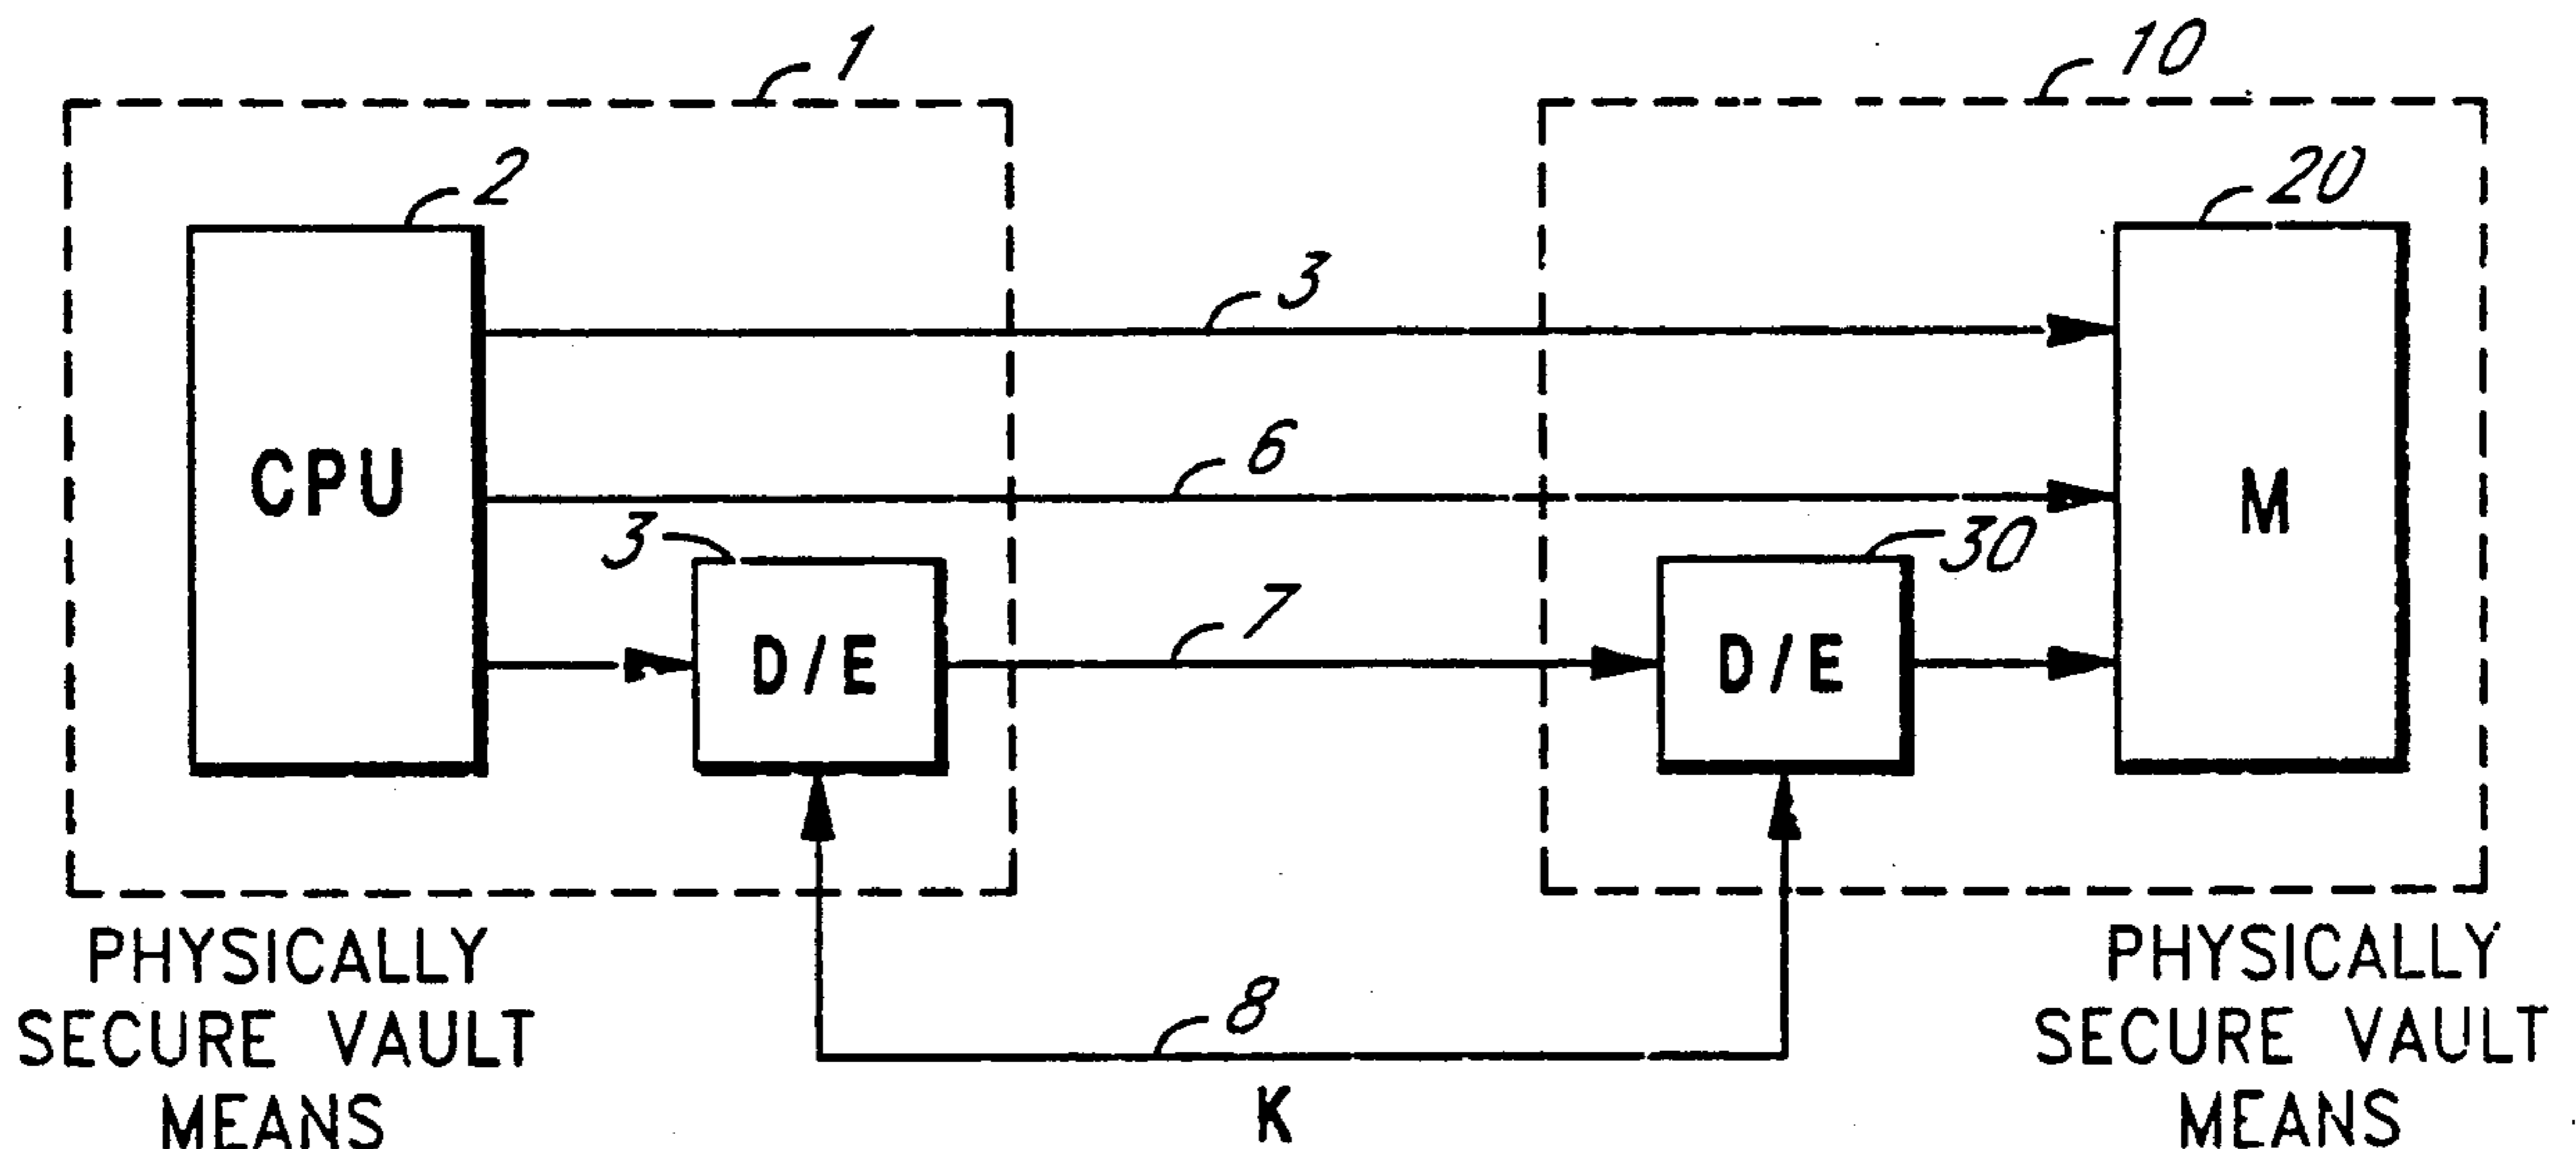 1
10
2
20
3
CPU
6
M
3
30
D/E
7
D/E
PHYSICALLY
SECURE VAULT
MEANS
PHYSICALLY
SECURE VAULT
MEANS
8
K